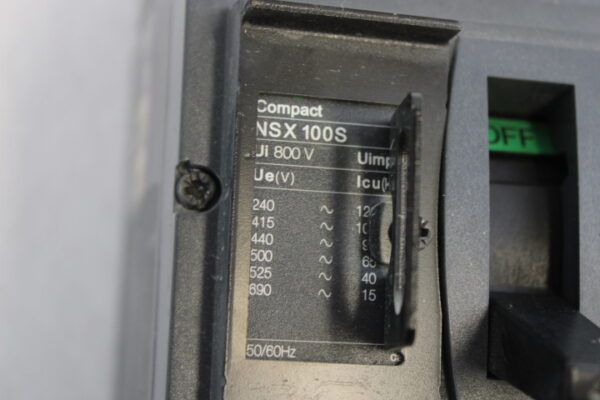 Compact
NSX 100S
Ui 800 V Uimp
Ue(V) Icu(
240 ~
415 ~
440 ~
500 ~
525 ~ 40
690 ~ 15
50/60Hz
OFF